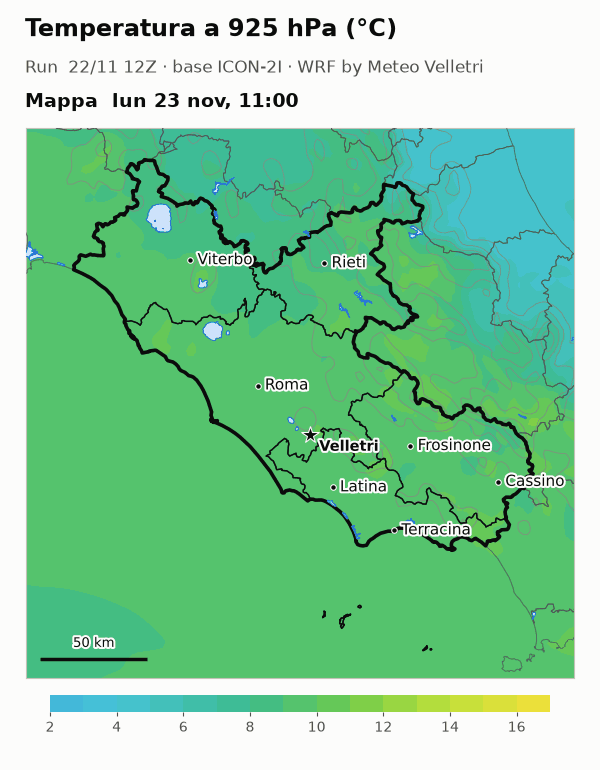 Temperatura a 925 hPa (°C)
Run  22/11 12Z · base ICON-2I · WRF by Meteo Velletri
Mappa  lun 23 nov, 11:00
Viterbo
Rieti
Roma
Velletri
Frosinone
Cassino
Latina
Terracina
50 km
2 4 6 8 10 12 14 16